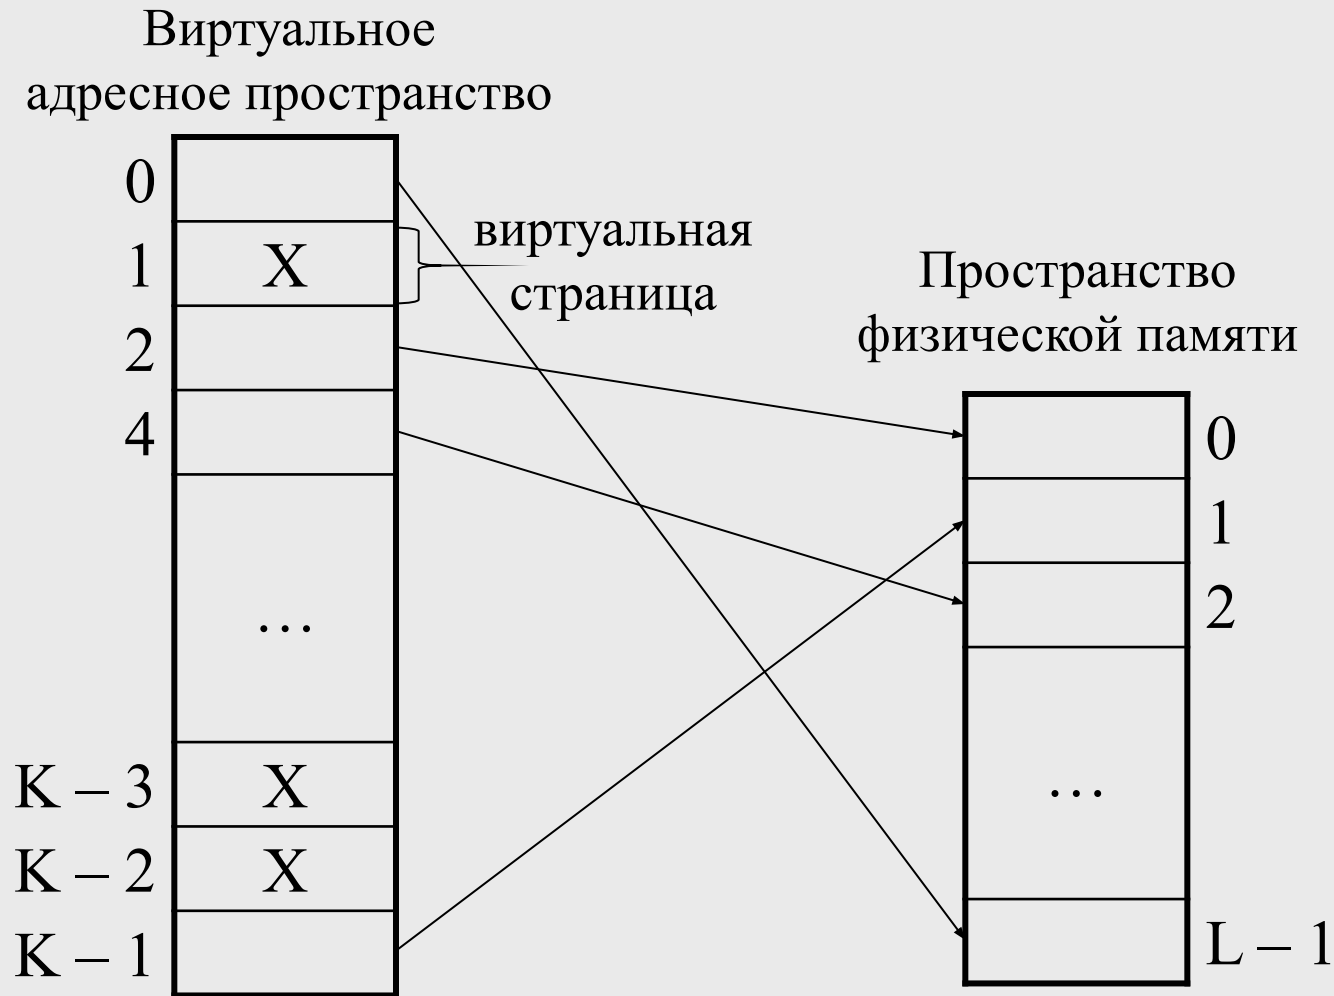 Виртуальное
адресное пространство
0
1 X
2
4
…
K – 3 X
K – 2 X
K – 1
виртуальная
страница
Пространство
физической памяти
0
1
2
…
L – 1